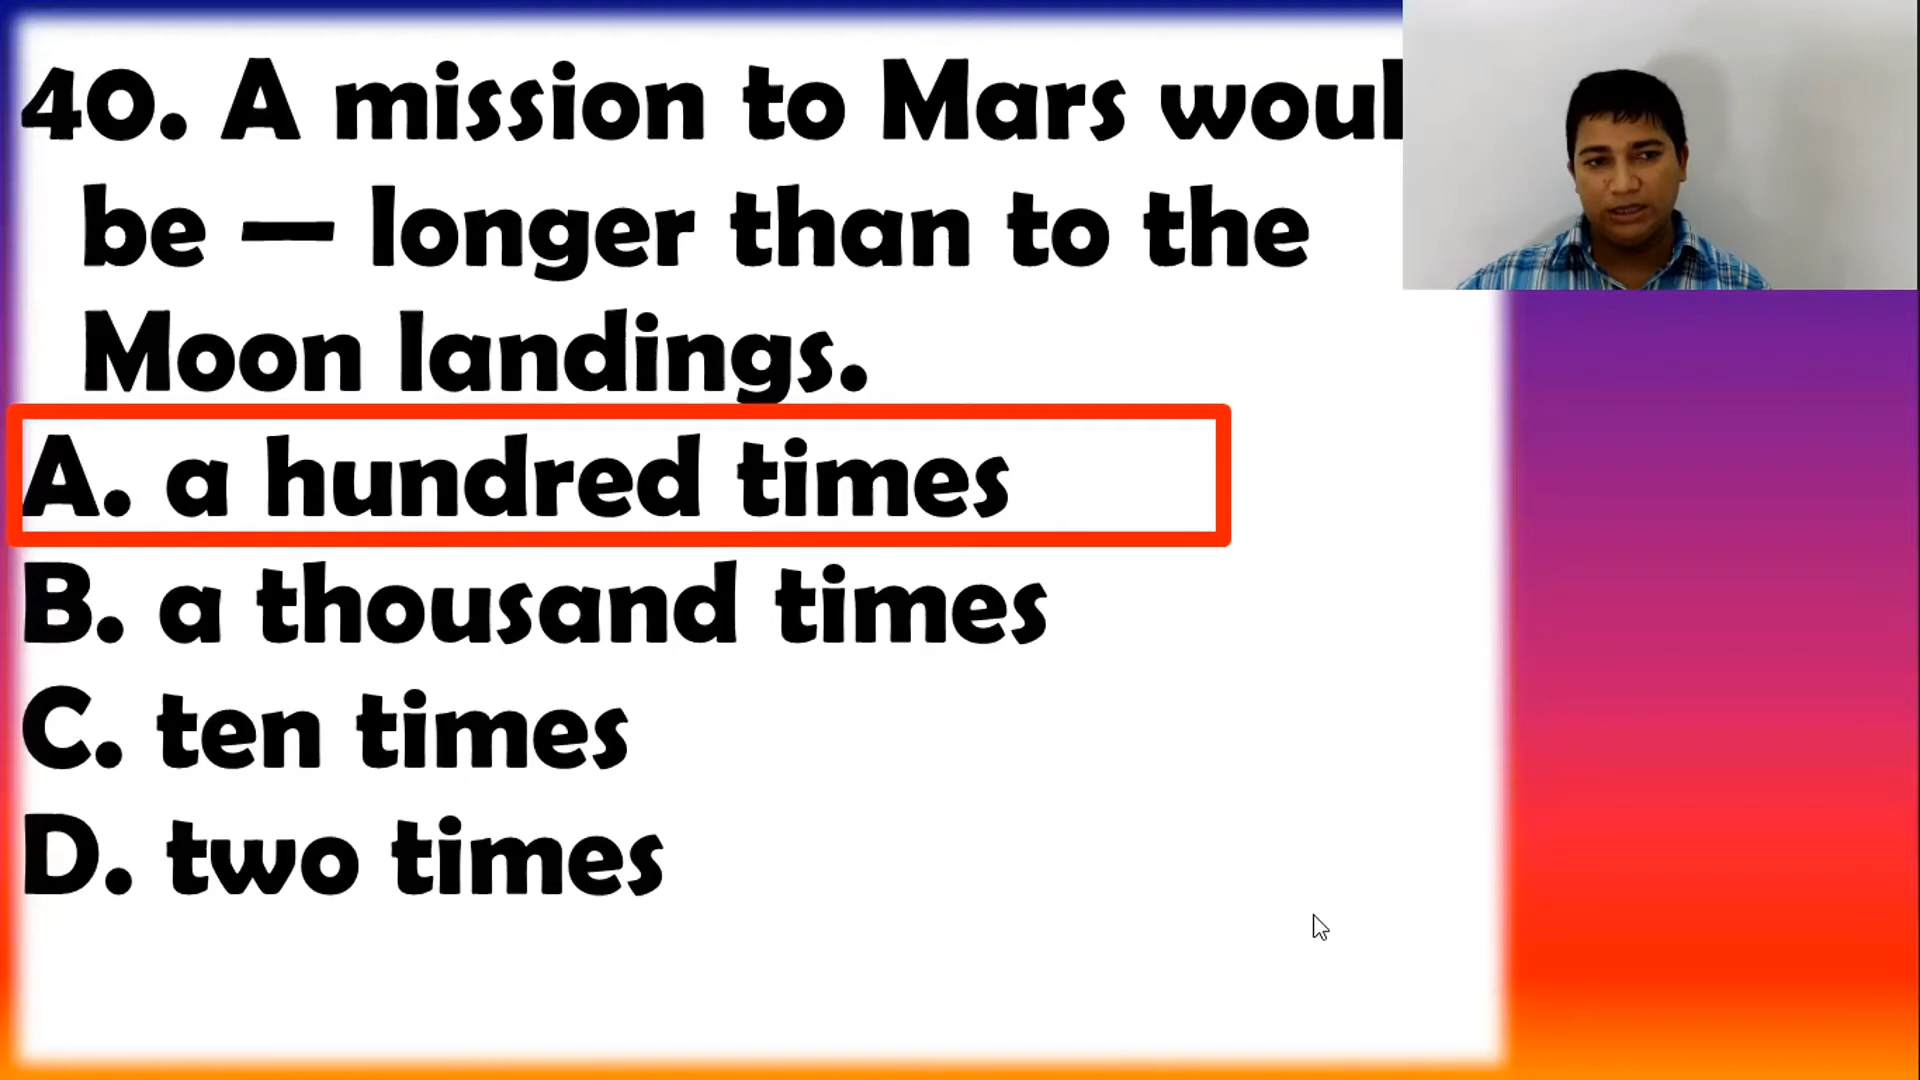 40. A mission to Mars woul
be — longer than to the
Moon landings.
A. a hundred times
B. a thousand times
C. ten times
D. two times